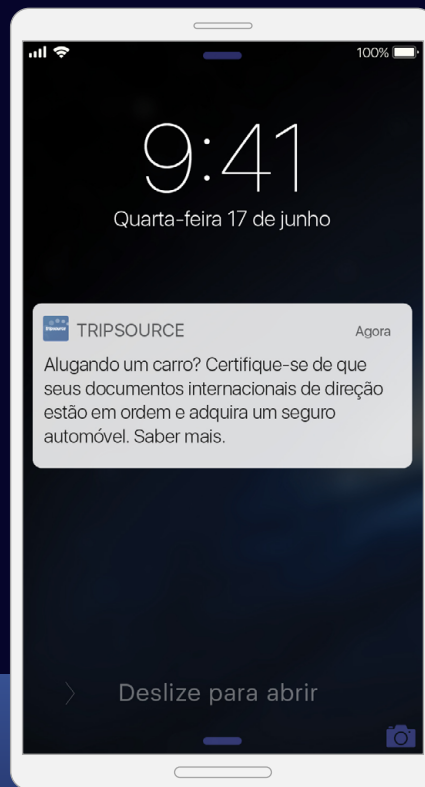 100%
9:41
Quarta-feira 17 de junho
TRIPSOURCE
Agora
Alugando um carro? Certifique-se de que
seus documentos internacionais de direção
estão em ordem e adquira um seguro
automóvel. Saber mais.
Deslize para abrir